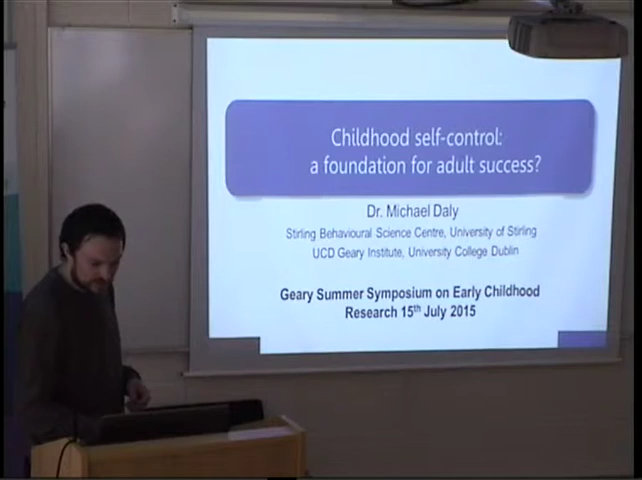 Childhood self-control:
a foundation for adult success?
Dr. Michael Daly
Stirling Behavioural Science Centre, University of Stirling
UCD Geary Institute, University College Dublin
Geary Summer Symposium on Early Childhood
Research 15th July 2015